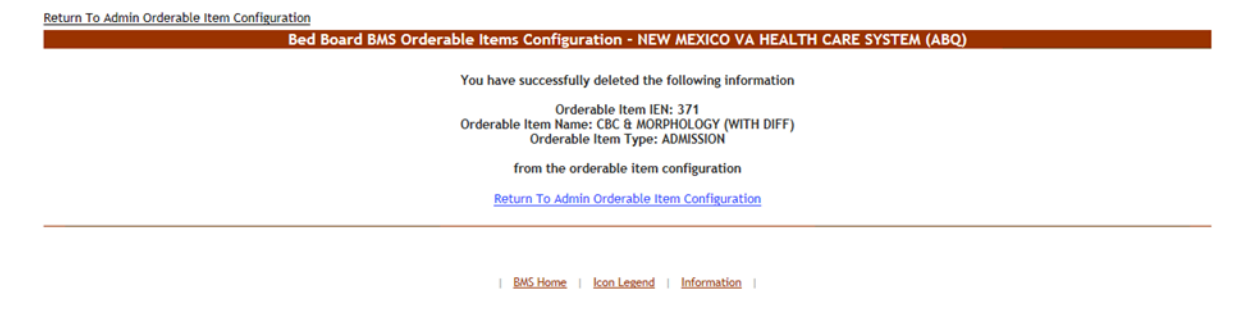 Return To Admin Orderable Item Configuration
Bed Board BMS Orderable Items Configuration - NEW MEXICO VA HEALTH CARE SYSTEM (ABQ)
You have successfully deleted the following information
Orderable Item IEN: 371
Orderable Item Name: CBC & MORPHOLOGY (WITH DIFF)
Orderable Item Type: ADMISSION
from the orderable item configuration
Return To Admin Orderable Item Configuration
| BMS Home | Icon Legend | Information |